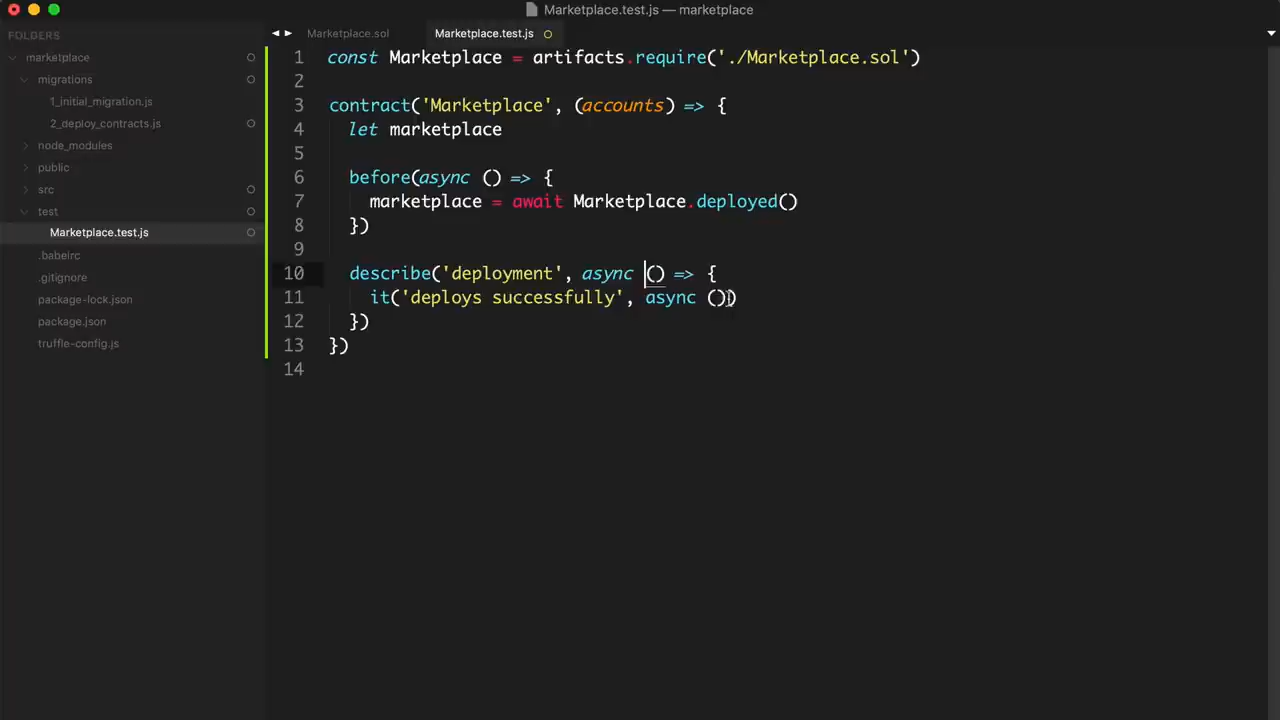 Marketplace.test.js — marketplace
FOLDERS
marketplace
migrations
1_initial_migration.js
2_deploy_contracts.js
node_modules
public
src
test
Marketplace.test.js
.babelrc
.gitignore
package-lock.json
package.json
truffle-config.js
Marketplace.sol
Marketplace.test.js
1 const Marketplace = artifacts.require('./Marketplace.sol')
2
3 contract('Marketplace', (accounts) => {
4   let marketplace
5
6   before(async () => {
7     marketplace = await Marketplace.deployed()
8   })
9
10   describe('deployment', async () => {
11     it('deploys successfully', async ())
12   })
13 })
14